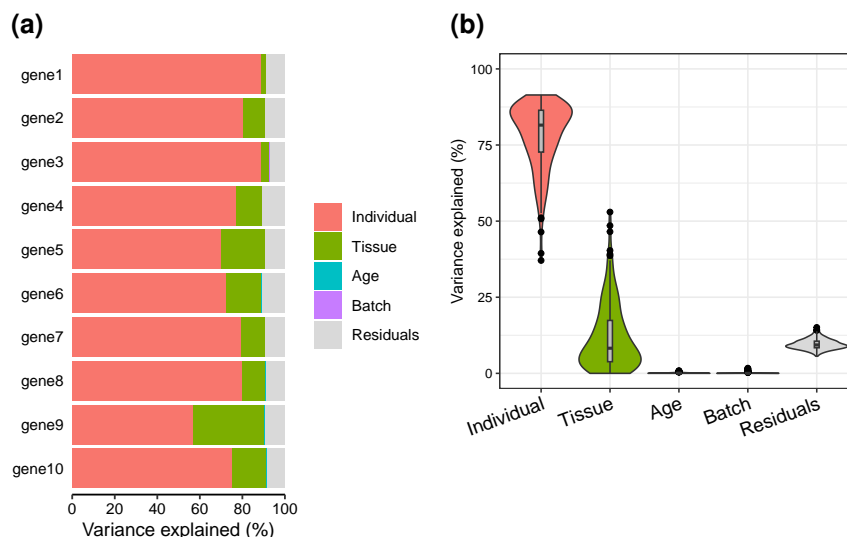 (a)
gene1
gene2
gene3
gene4
gene5
gene6
gene7
gene8
gene9
gene10
0 20 40 60 80 100
Variance explained (%)
Individual
Tissue
Age
Batch
Residuals
(b)
Variance explained (%)
100
75
50
25
0
Individual
Tissue
Age
Batch
Residuals